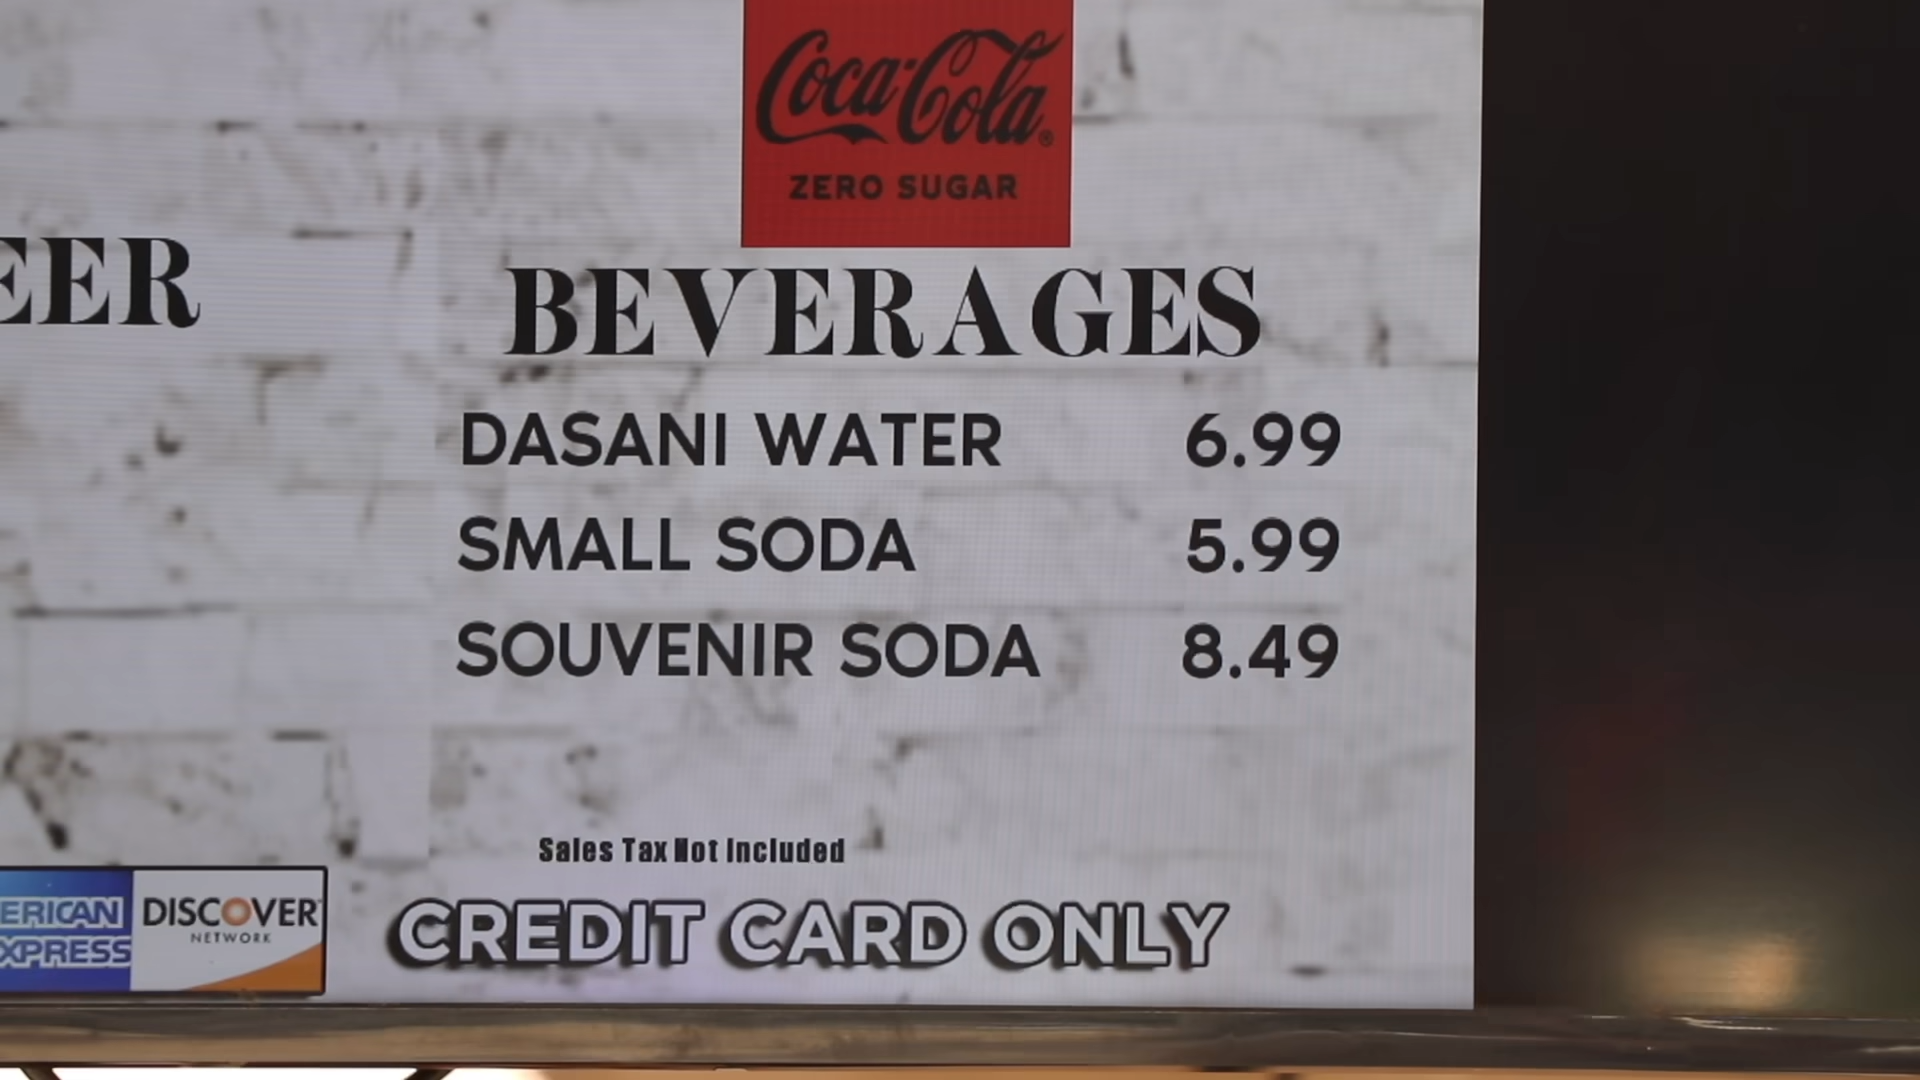 Coca-Cola®
ZERO SUGAR
EER
BEVERAGES
DASANI WATER 6.99
SMALL SODA 5.99
SOUVENIR SODA 8.49
Sales Tax Not Included
ERICAN
XPRESS
DISCOVER
NETWORK
CREDIT CARD ONLY